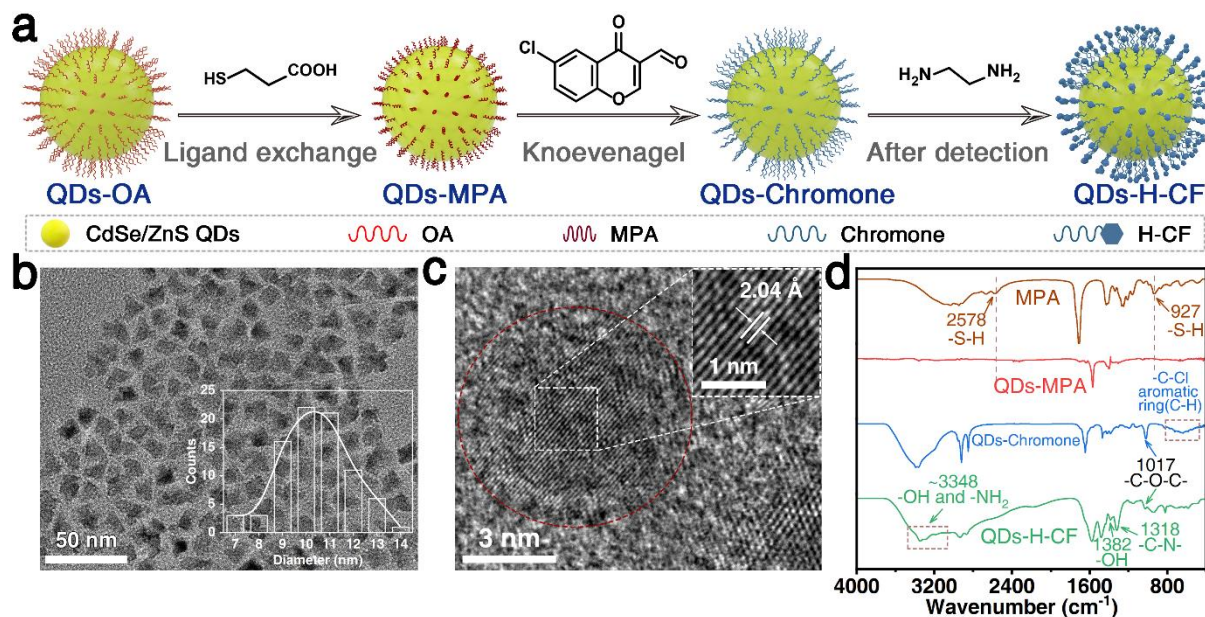 a
HS
COOH
Cl
O
O
O
H₂N
NH₂
Ligand exchange
Knoevenagel
After detection
QDs-OA
QDs-MPA
QDs-Chromone
QDs-H-CF
CdSe/ZnS QDs
OA
MPA
Chromone
H-CF
b
25
20
15
10
5
0
Counts
7 8 9 10 11 12 13 14
Diameter (nm)
50 nm
c
2.04 Å
1 nm
3 nm
d
MPA
2578
-S-H
927
-S-H
QDs-MPA
-C-Cl
aromatic
ring(C-H)
QDs-Chromone
1017
-C-O-C-
~3348
-OH and -NH₂
QDs-H-CF
1382
-OH
1318
-C-N-
4000 3200 2400 1600 800
Wavenumber (cm⁻¹)